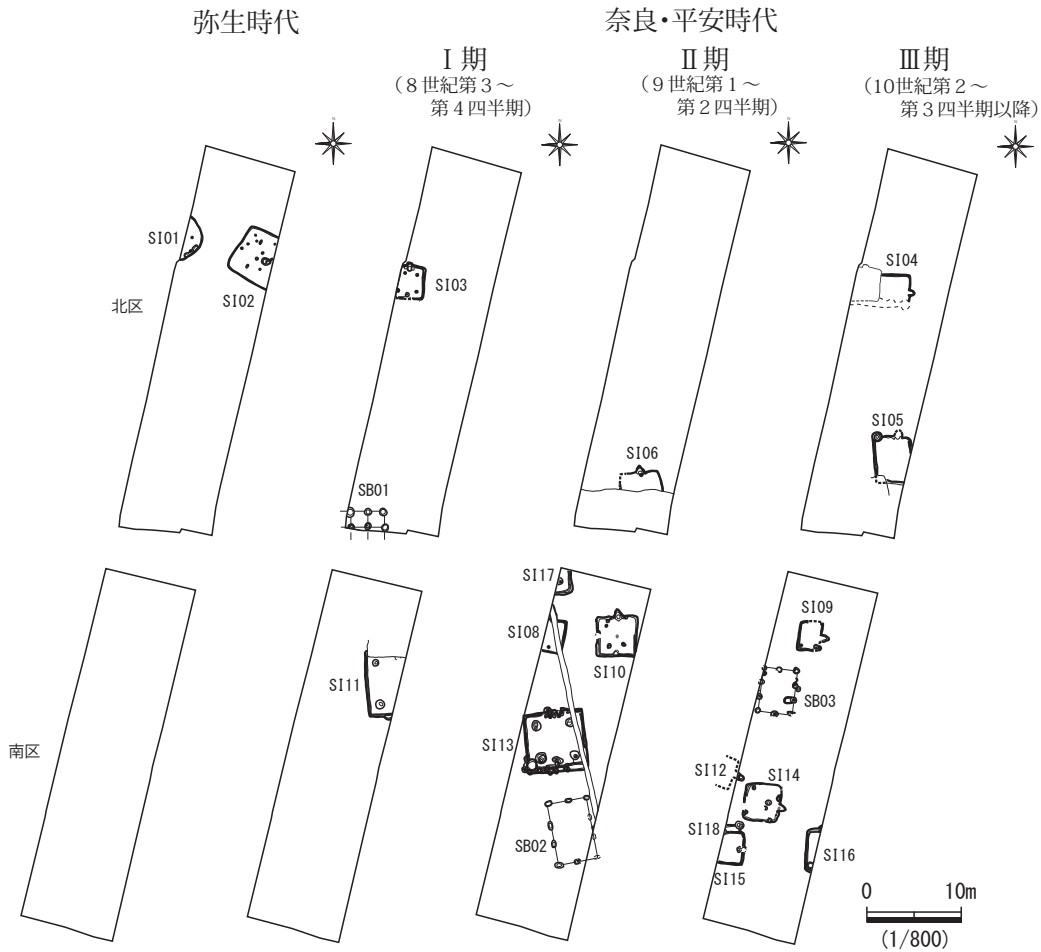 弥生時代
奈良・平安時代
Ⅰ期
(8世紀第3～
第4四半期)
Ⅱ期
(9世紀第1～
第2四半期)
Ⅲ期
(10世紀第2～
第3四半期以降)
SI01
SI02
北区
SI03
SB01
SI06
SI04
SI05
南区
SI11
SI17
SI08
SI10
SI13
SB02
SI09
SB03
SI12
SI14
SI18
SI15
SI16
0 10m
(1/800)